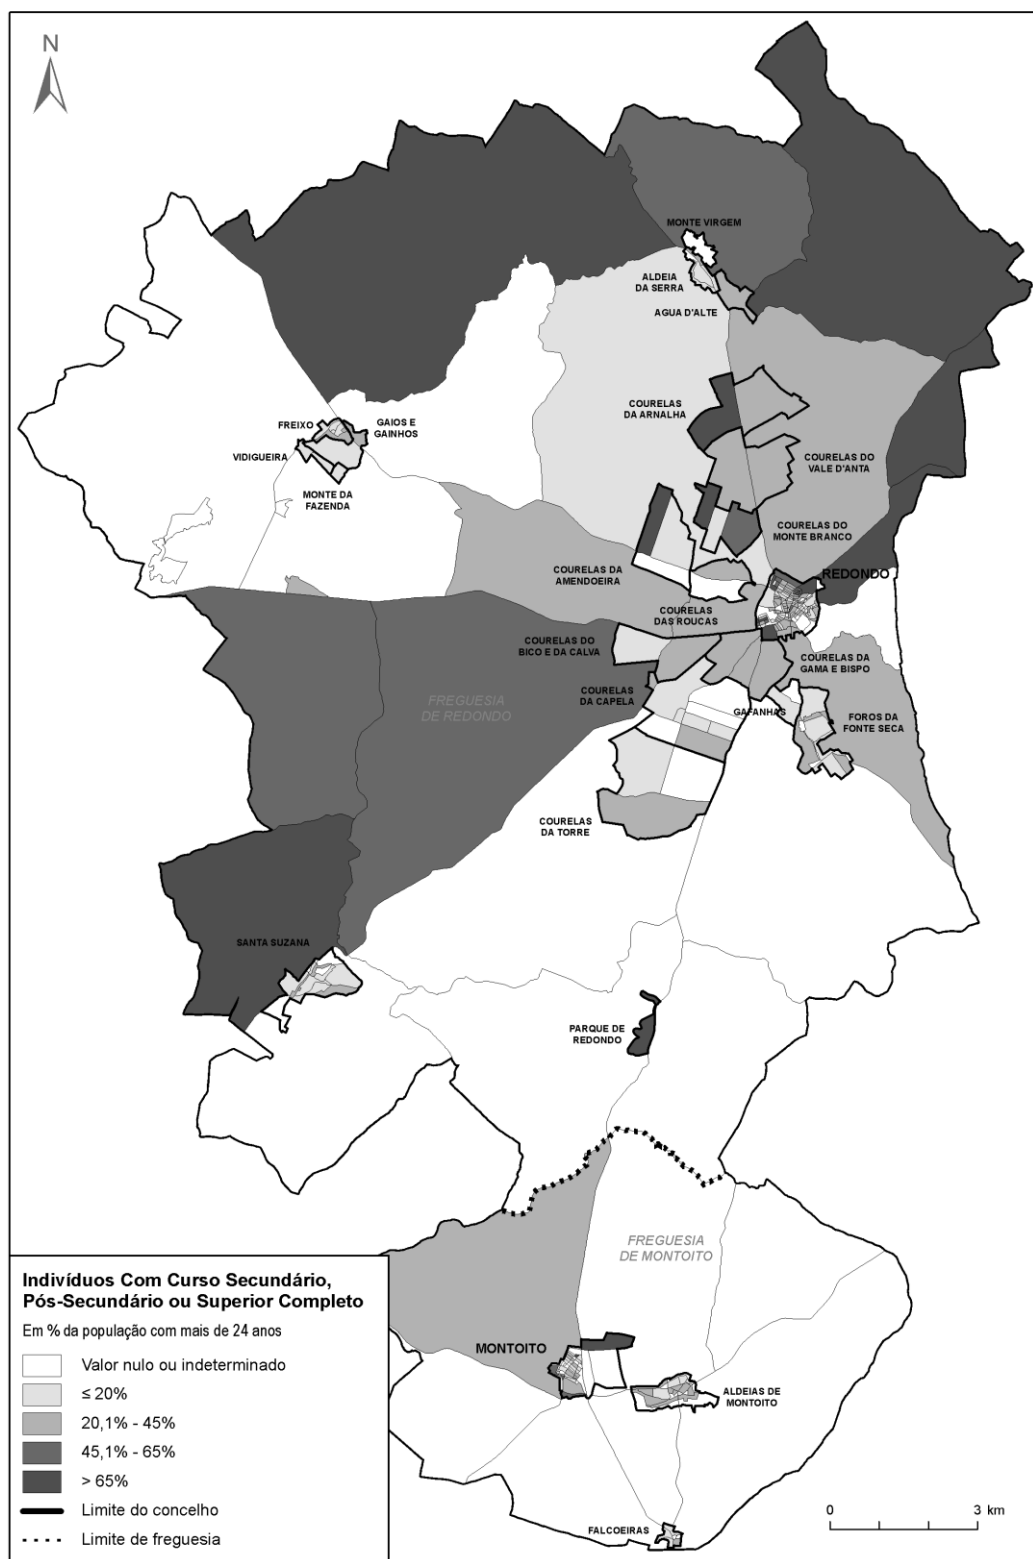 N
MONTE VIRGEM
ALDEIA
DA SERRA
AGUA D'ALTE
COURELAS
DA ARNALHA
FREIXO
GAIOS E
GAINHOS
VIDIGUEIRA
COURELAS DO
VALE D'ANTA
MONTE DA
FAZENDA
COURELAS DO
MONTE BRANCO
COURELAS DA
AMENDOEIRA
REDONDO
COURELAS
DAS ROUCAS
COURELAS DO
BICO E DA CALVA
COURELAS DA
GAMA E BISPO
COURELAS
DA CAPELA
FREGUESIA
DE REDONDO
GAFANHAS
FOROS DA
FONTE SECA
COURELAS
DA TORRE
SANTA SUZANA
PARQUE DE
REDONDO
FREGUESIA
DE MONTOITO
MONTOITO
ALDEIAS DE
MONTOITO
FALCOEIRAS
Indivíduos Com Curso Secundário,
Pós-Secundário ou Superior Completo
Em % da população com mais de 24 anos
Valor nulo ou indeterminado
≤ 20%
20,1% - 45%
45,1% - 65%
> 65%
Limite do concelho
Limite de freguesia
0 3 km